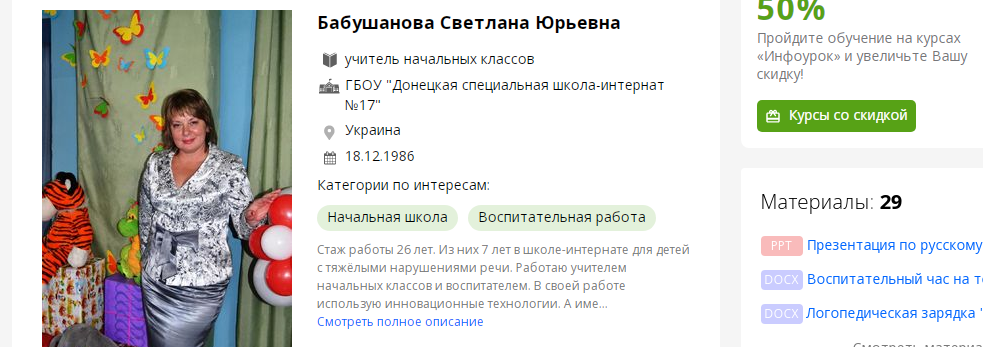 Бабушанова Светлана Юрьевна
учитель начальных классов
ГБОУ "Донецкая специальная школа-интернат
№17"
Украина
18.12.1986
Категории по интересам:
Начальная школа
Воспитательная работа
Стаж работы 26 лет. Из них 7 лет в школе-интернате для детей
с тяжёлыми нарушениями речи. Работаю учителем
начальных классов и воспитателем. В своей работе
использую инновационные технологии. А име...
Смотреть полное описание
50%
Пройдите обучение на курсах
«Инфоурок» и увеличьте Вашу
скидку!
Курсы со скидкой
Материалы: 29
PPT Презентация по русскому
DOCX Воспитательный час на
DOCX Логопедическая зарядка "
Смотреть